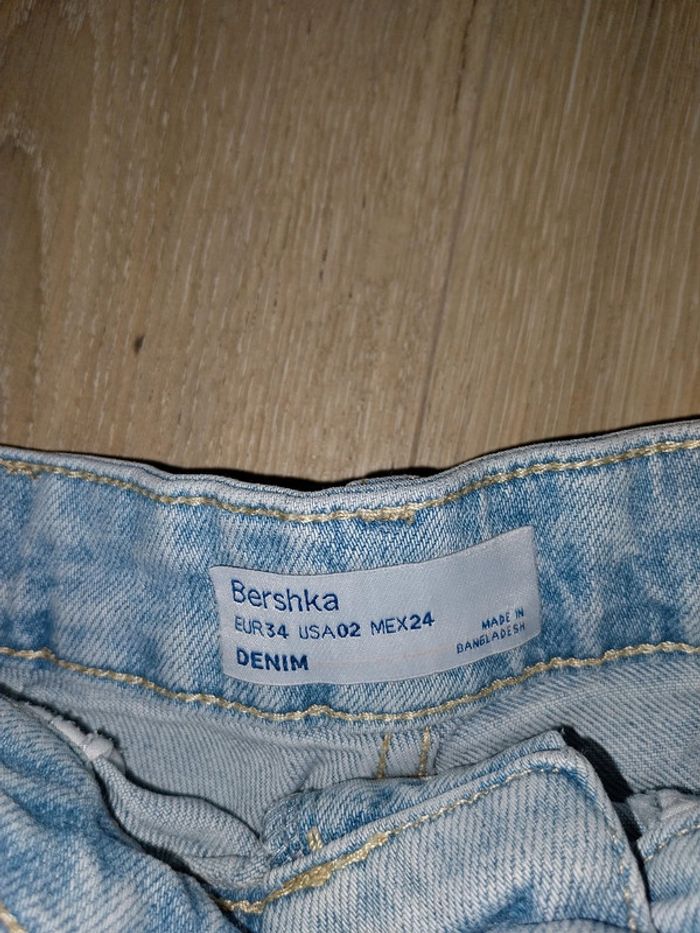 Bershka
EUR34 USA02 MEX24
DENIM
MADE IN
BANGLADESH